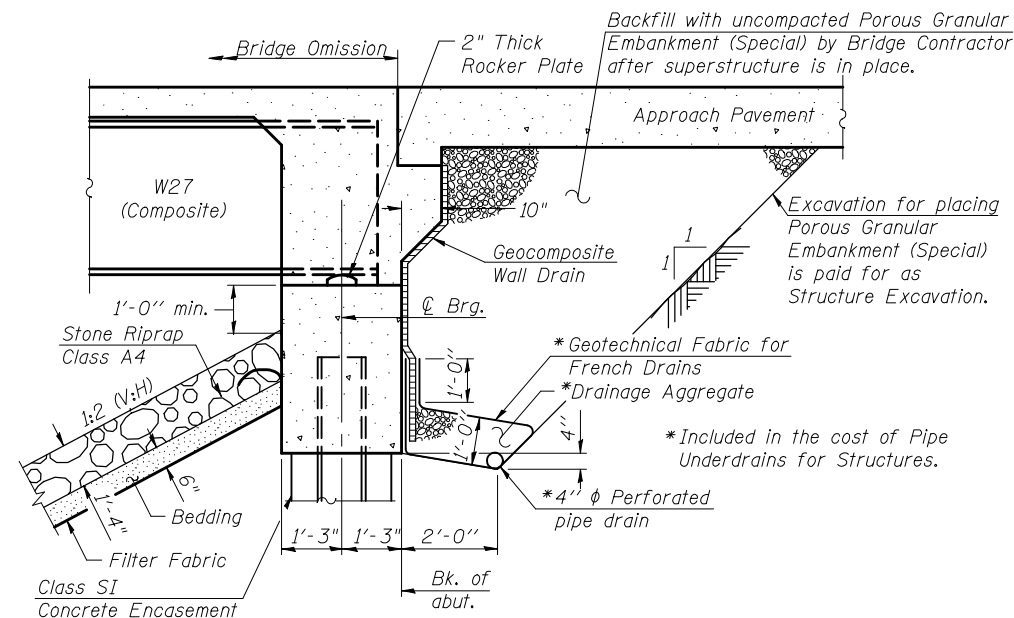 Bridge Omission
2" Thick
Rocker Plate
Backfill with uncompacted Porous Granular
Embankment (Special) by Bridge Contractor
after superstructure is in place.
Approach Pavement
W27
(Composite)
10"
Geocomposite
Wall Drain
Excavation for placing
Porous Granular
Embankment (Special)
is paid for as
Structure Excavation.
1
1
1'-0" min.
℄ Brg.
Stone Riprap
Class A4
1:2 (V:H)
*Geotechnical Fabric for
French Drains
*Drainage Aggregate
1'-0"
1'-0"
4"
*Included in the cost of Pipe
Underdrains for Structures.
*4" ϕ Perforated
pipe drain
6"
1'-4"
Bedding
Filter Fabric
1'-3"
1'-3"
2'-0"
Bk. of
abut.
Class SI
Concrete Encasement